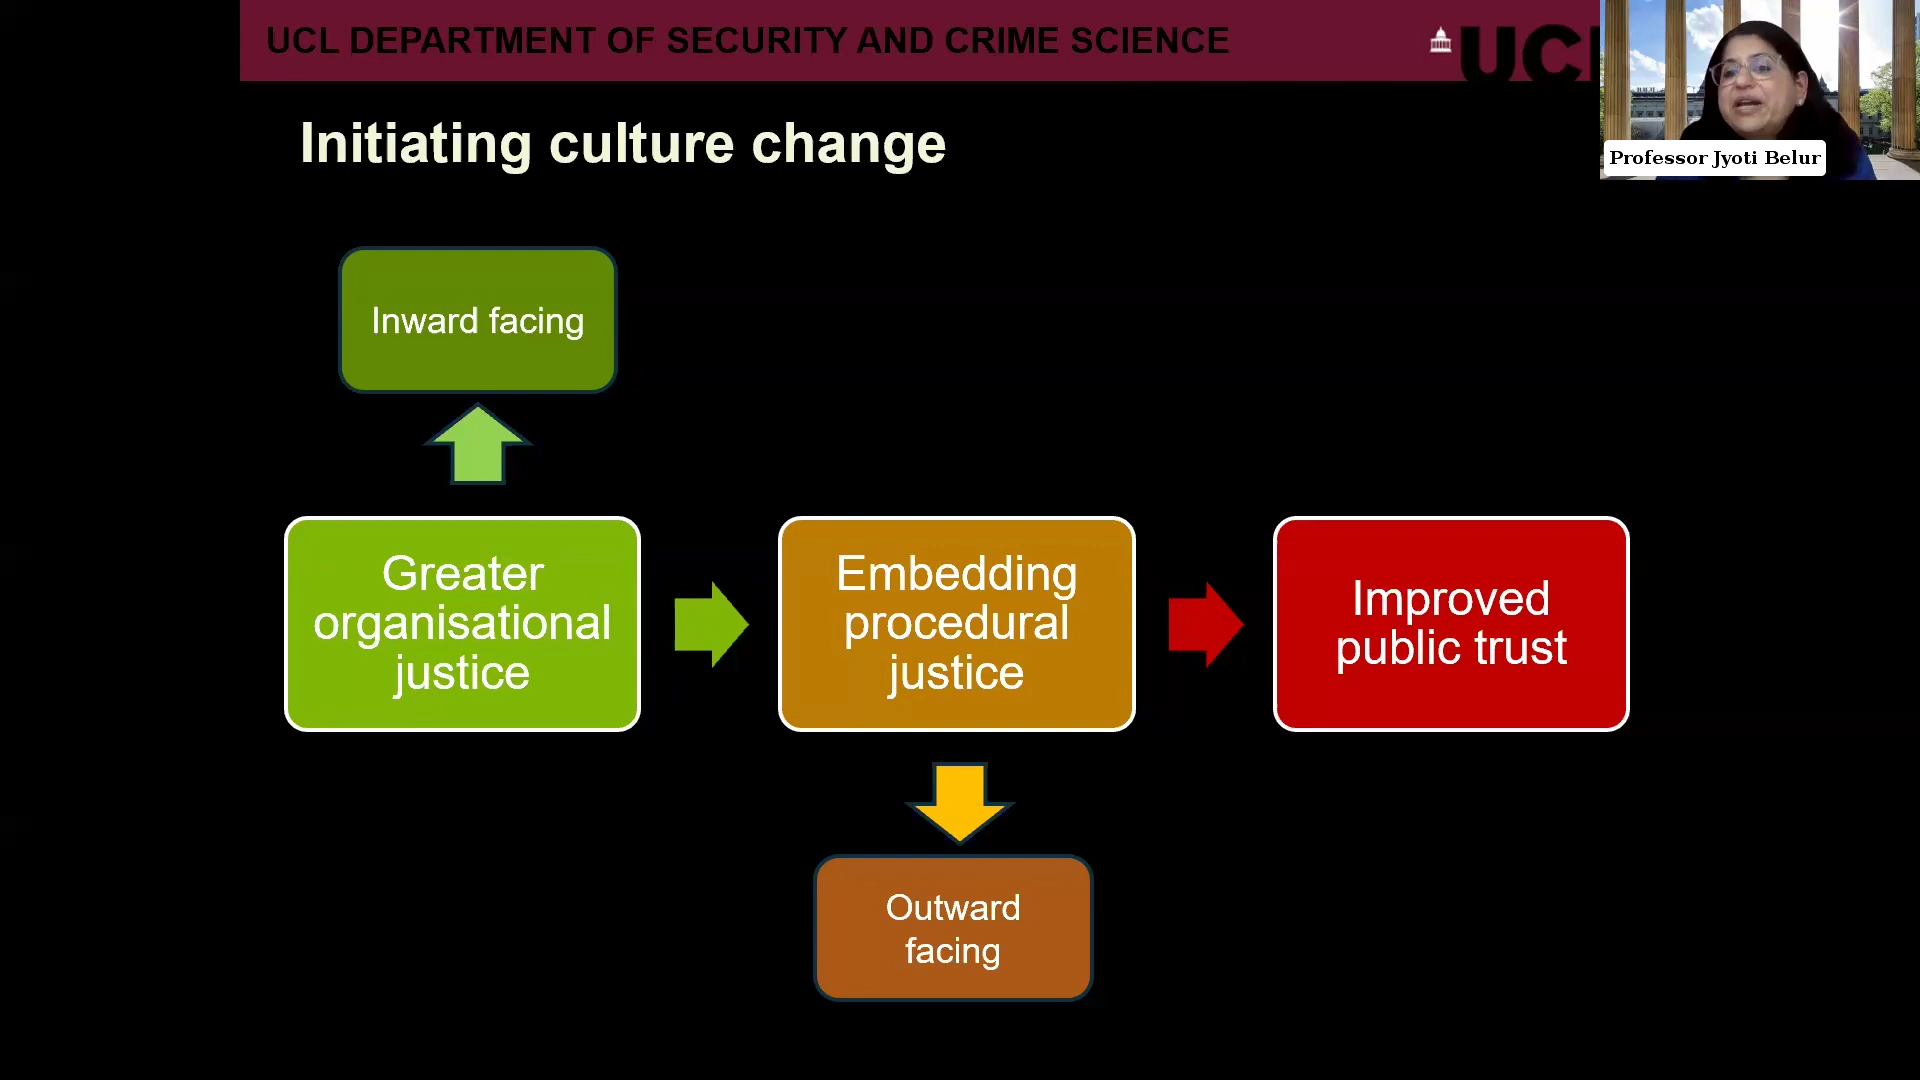 UCL DEPARTMENT OF SECURITY AND CRIME SCIENCE
UCL
Professor Jyoti Belur
Initiating culture change
Inward facing
Greater
organisational
justice
Embedding
procedural
justice
Improved
public trust
Outward
facing